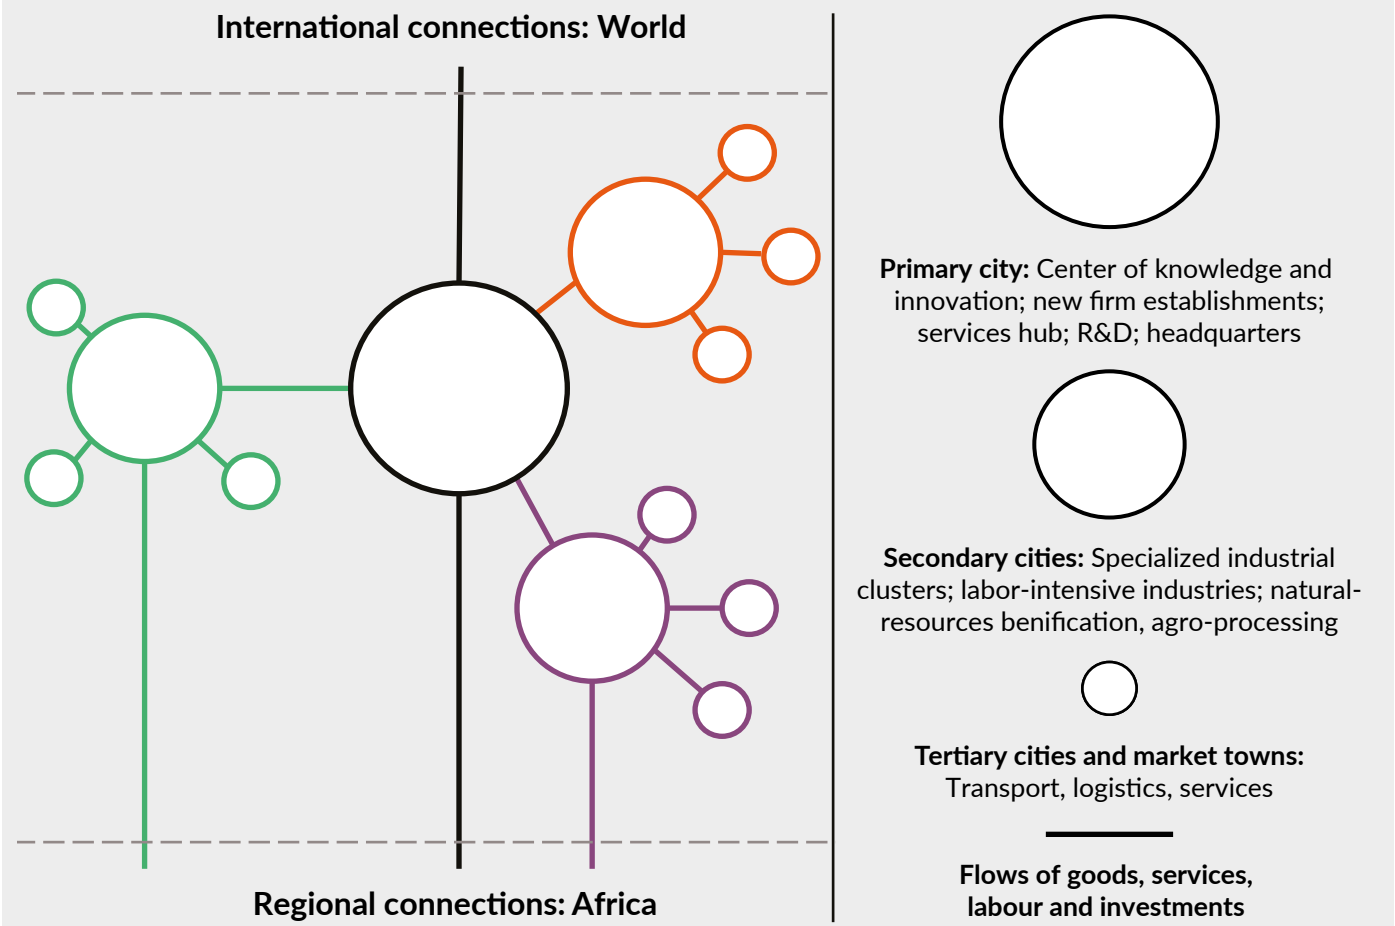 International connections: World
Primary city: Center of knowledge and
innovation; new firm establishments;
services hub; R&D; headquarters
Secondary cities: Specialized industrial
clusters; labor-intensive industries; natural-
resources benification, agro-processing
Tertiary cities and market towns:
Transport, logistics, services
Flows of goods, services,
labour and investments
Regional connections: Africa